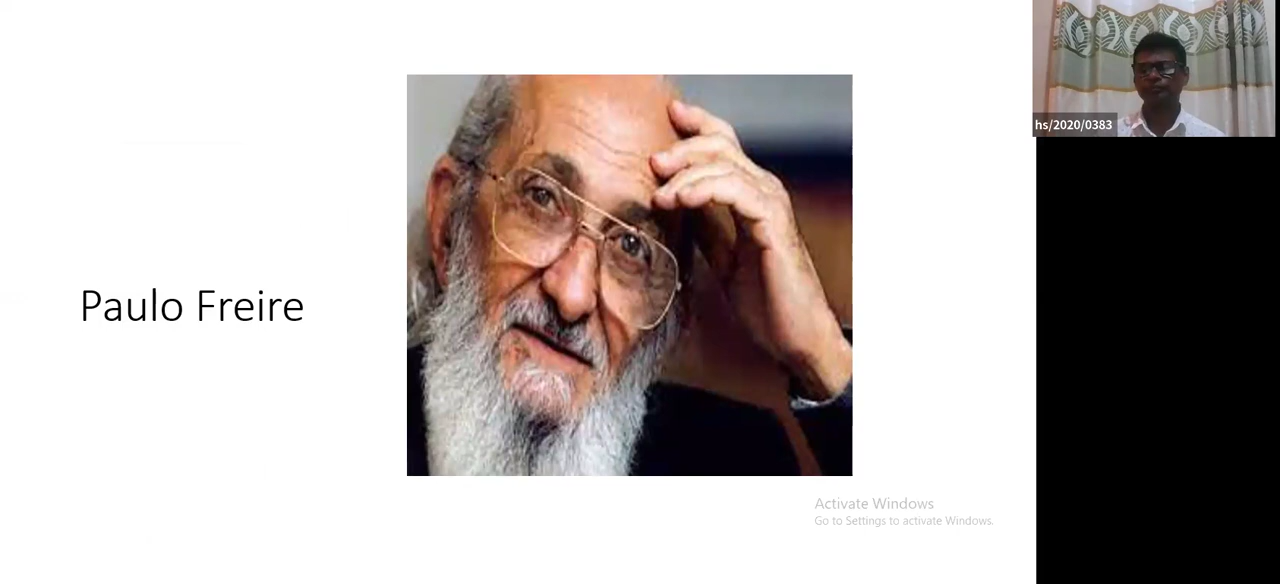 hs/2020/0383
Paulo Freire
Activate Windows
Go to Settings to activate Windows.